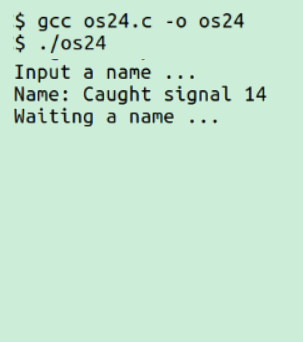 $ gcc os24.c -o os24
$ ./os24
Input a name ...
Name: Caught signal 14
Waiting a name ...